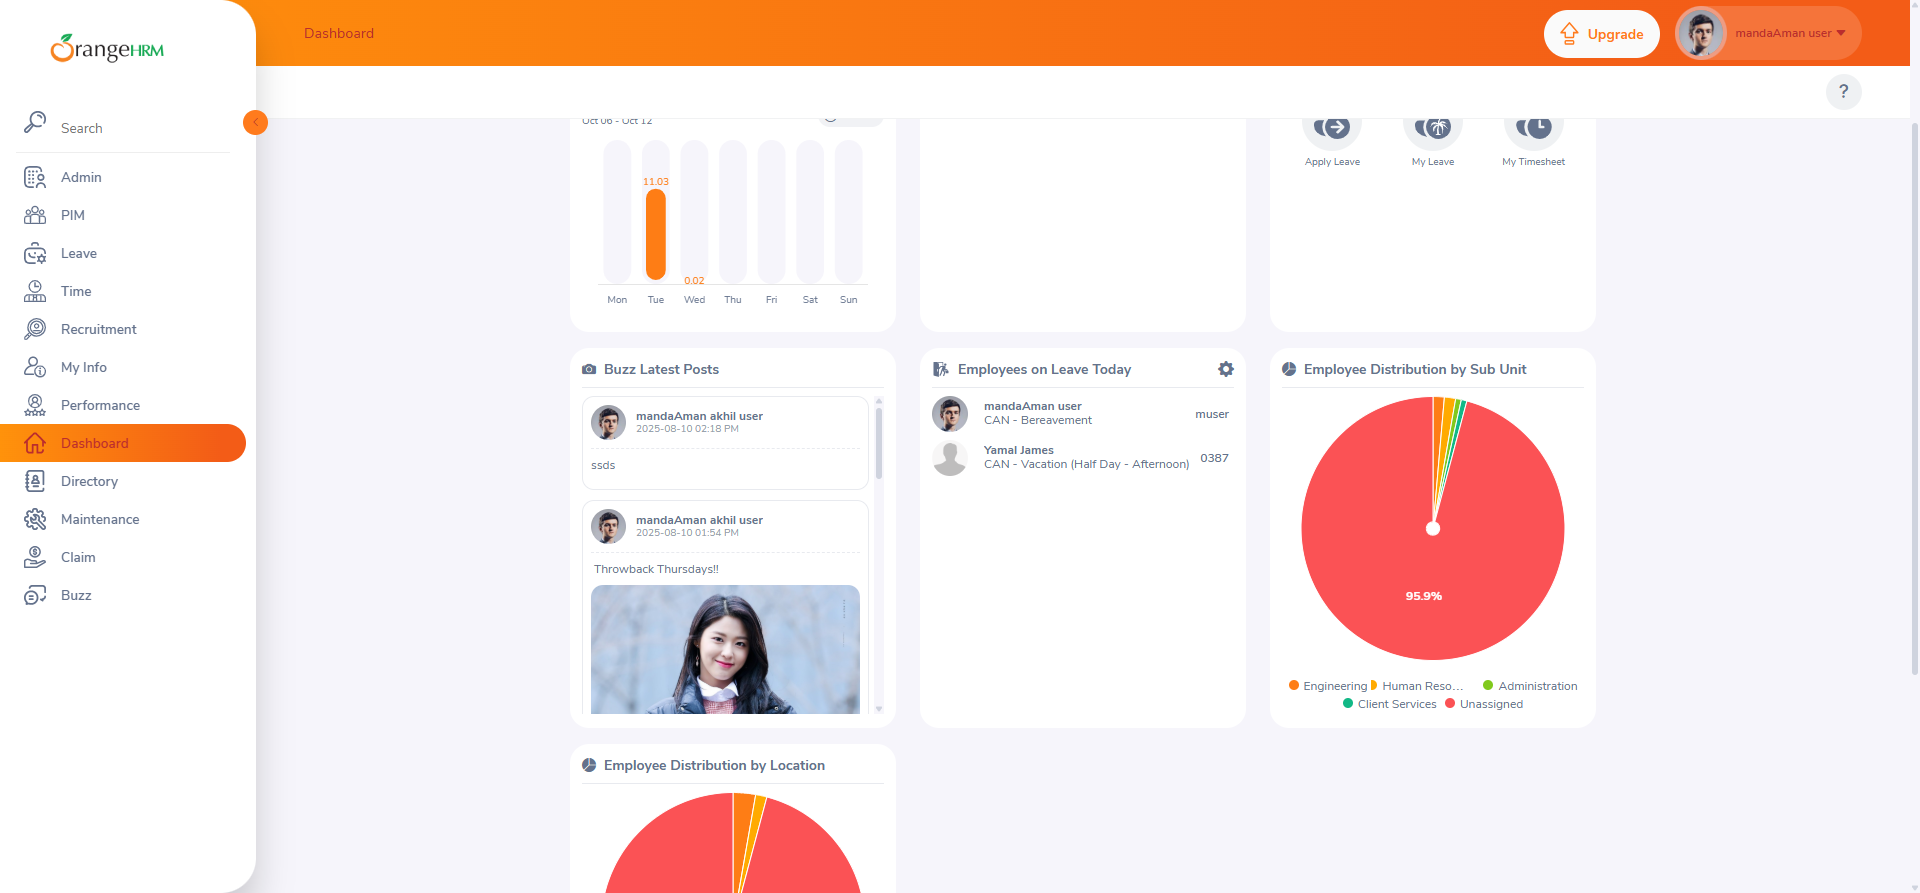 OrangeHRM
Dashboard
Upgrade
mandaAman user
?
Search
Admin
PIM
Leave
Time
Recruitment
My Info
Performance
Dashboard
Directory
Maintenance
Claim
Buzz
Oct 06 - Oct 12
11.03
0.02
Mon Tue Wed Thu Fri Sat Sun
Apply Leave
My Leave
My Timesheet
Buzz Latest Posts
mandaAman akhil user
2025-08-10 02:18 PM
ssds
mandaAman akhil user
2025-08-10 01:54 PM
Throwback Thursdays!!
Employees on Leave Today
mandaAman user
CAN - Bereavement
muser
Yamal James
CAN - Vacation (Half Day - Afternoon)
0387
Employee Distribution by Sub Unit
95.9%
Engineering Human Reso... Administration
Client Services Unassigned
Employee Distribution by Location